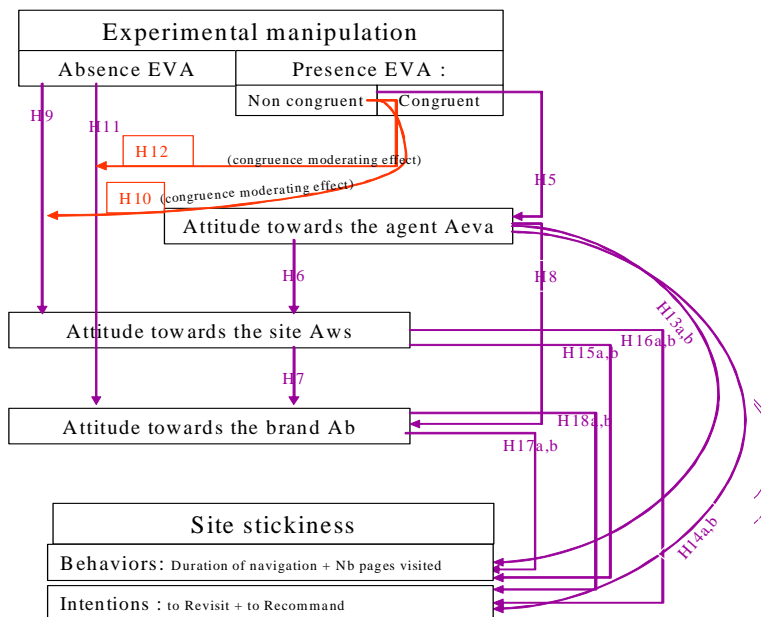 Experimental manipulation
Absence EVA
Presence EVA :
Non congruent
Congruent
H9
H11
H12
(congruence moderating effect)
H10
(congruence moderating effect)
H5
Attitude towards the agent Aeva
H6
H8
H13a,b
Attitude towards the site Aws
H16a,b
H15a,b
H7
Attitude towards the brand Ab
H18a,b
H17a,b
H14a,b
Site stickiness
Behaviors: Duration of navigation + Nb pages visited
Intentions : to Revisit + to Recommand